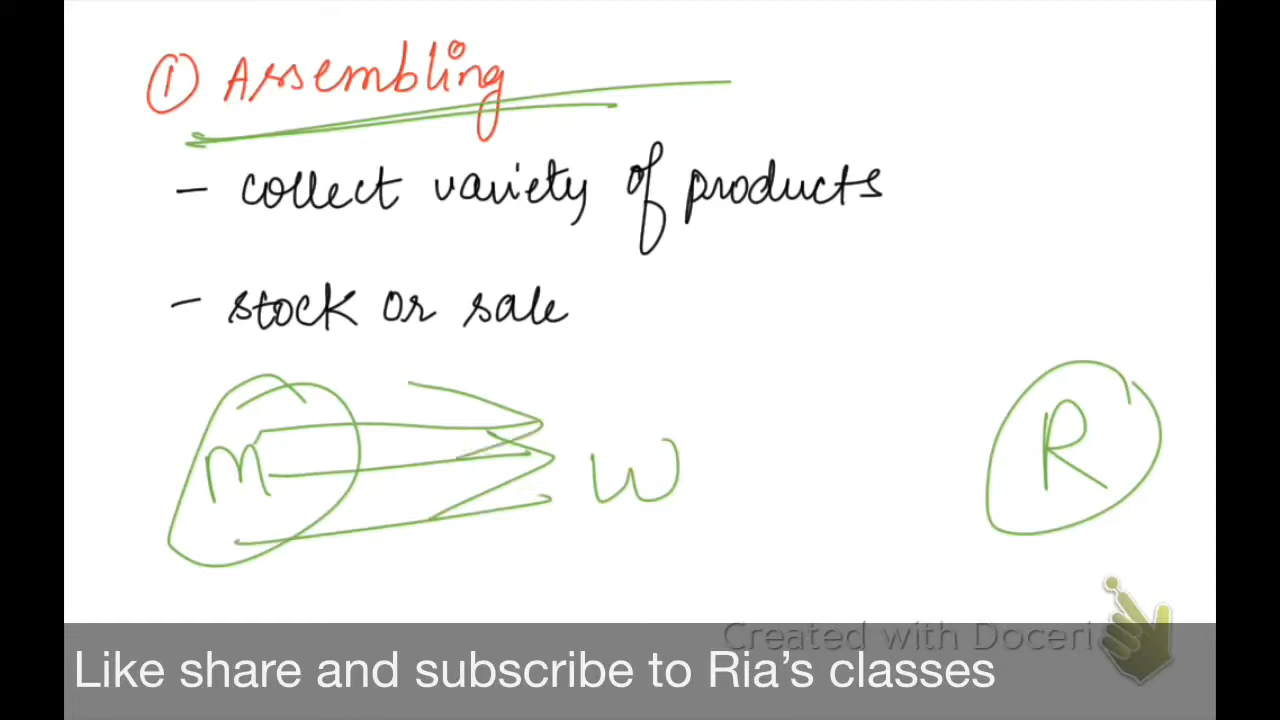 ① Assembling
- collect variety of products
- stock or sale
M W R
Created with Doceri
Like share and subscribe to Ria's classes